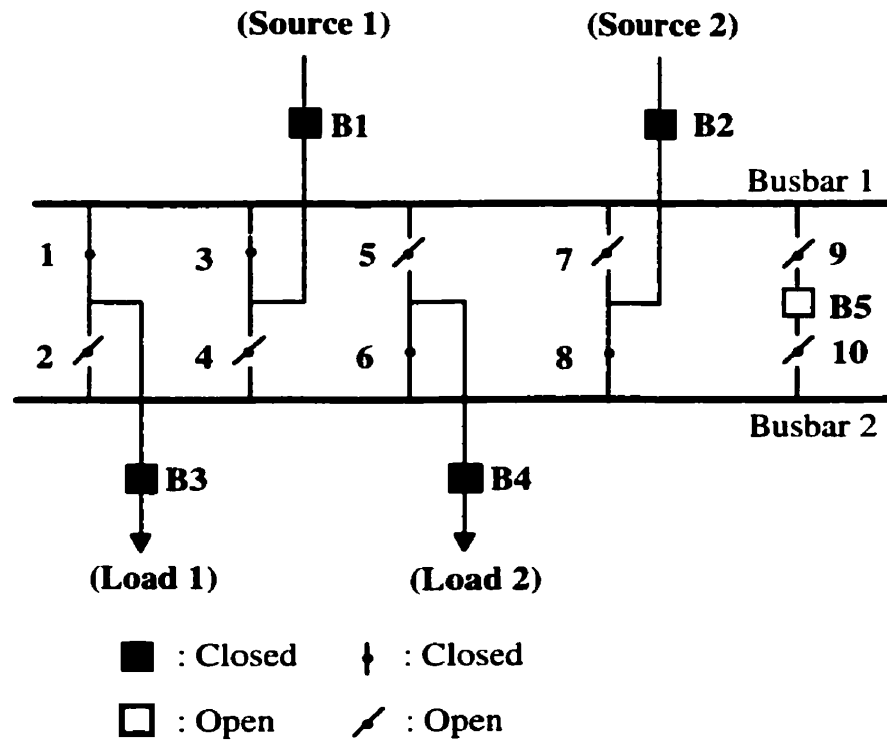 (Source 1) (Source 2)
B1 B2
Busbar 1
1 3 5 7 9
B5
2 4 6 8 10
Busbar 2
B3 B4
(Load 1) (Load 2)
: Closed : Closed
: Open : Open